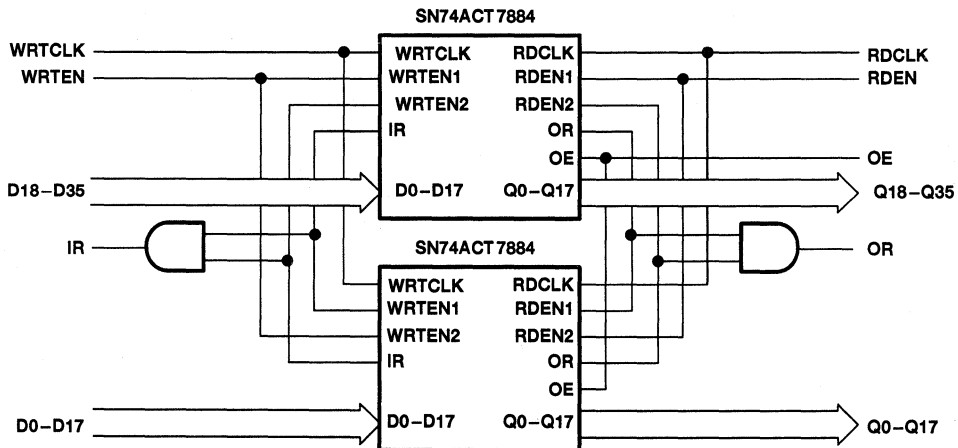 SN74ACT7884
WRTCLK WRTCLK RDCLK RDCLK
WRTEN WRTEN1 RDEN1 RDEN
WRTEN2 RDEN2
IR OR
OE OE
D18–D35 D0–D17 Q0–Q17 Q18–Q35
IR OR
SN74ACT7884
WRTCLK RDCLK
WRTEN1 RDEN1
WRTEN2 RDEN2
IR OR
OE
D0–D17 D0–D17 Q0–Q17 Q0–Q17